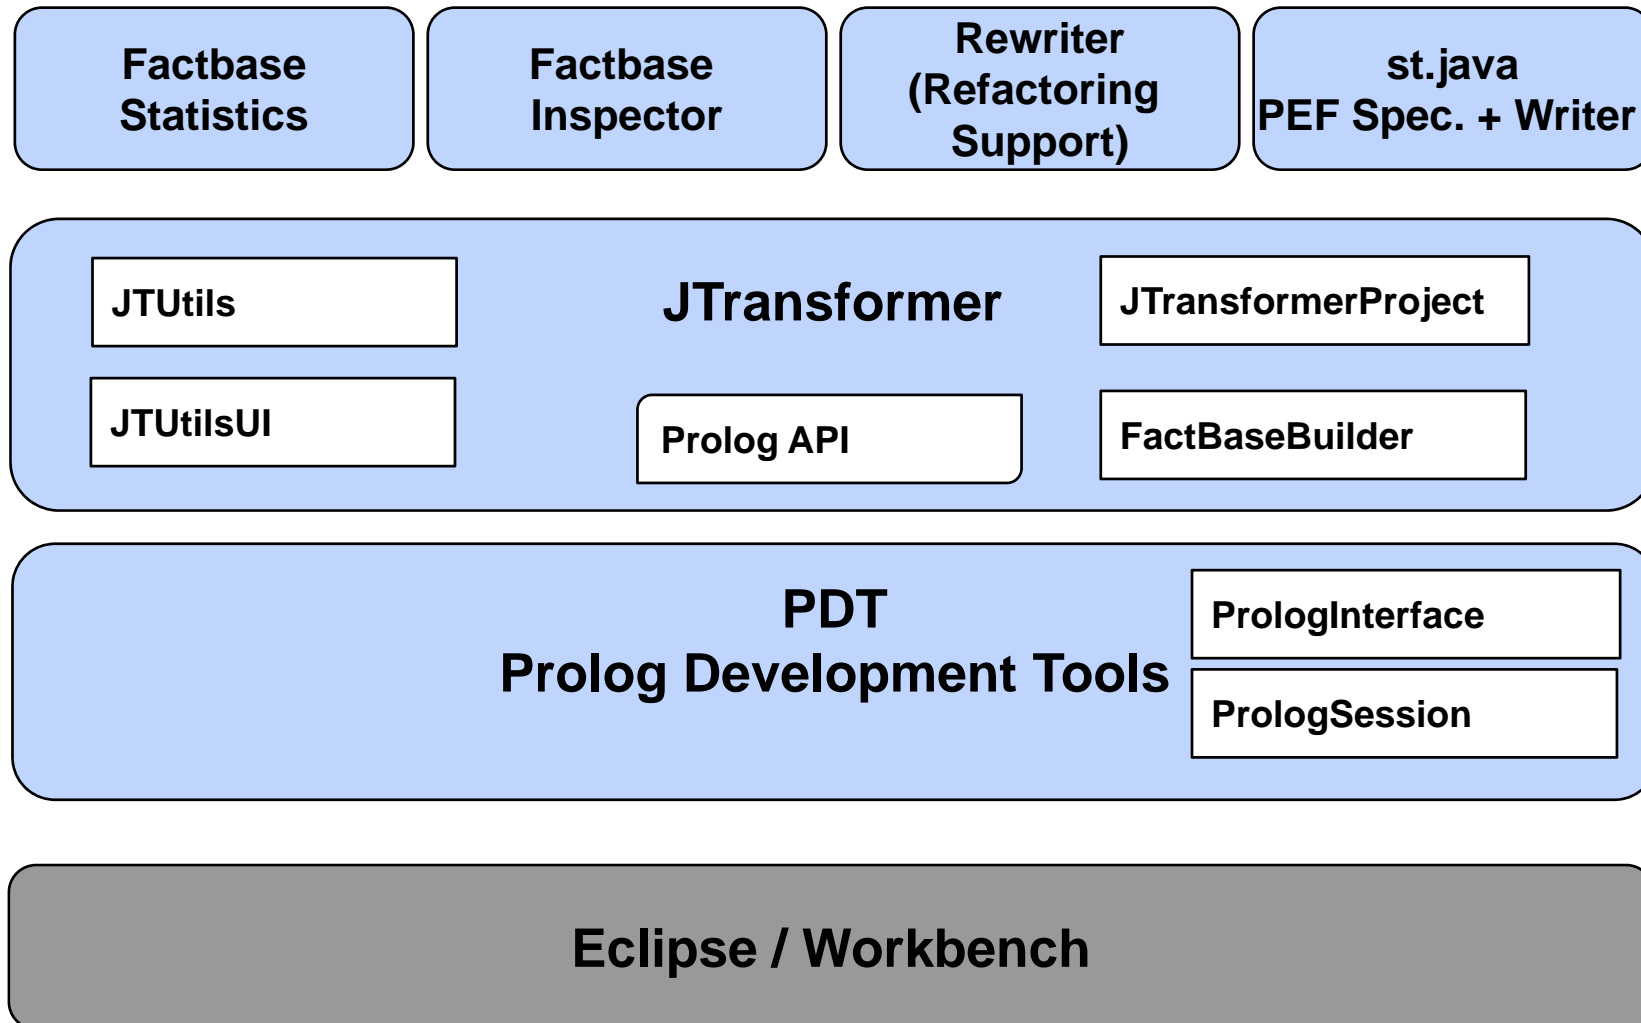 Factbase
Statistics
Factbase
Inspector
Rewriter
(Refactoring
Support)
st.java
PEF Spec. + Writer
JTUtils
JTransformer
JTransformerProject
JTUtilsUI
Prolog API
FactBaseBuilder
PDT
Prolog Development Tools
PrologInterface
PrologSession
Eclipse / Workbench